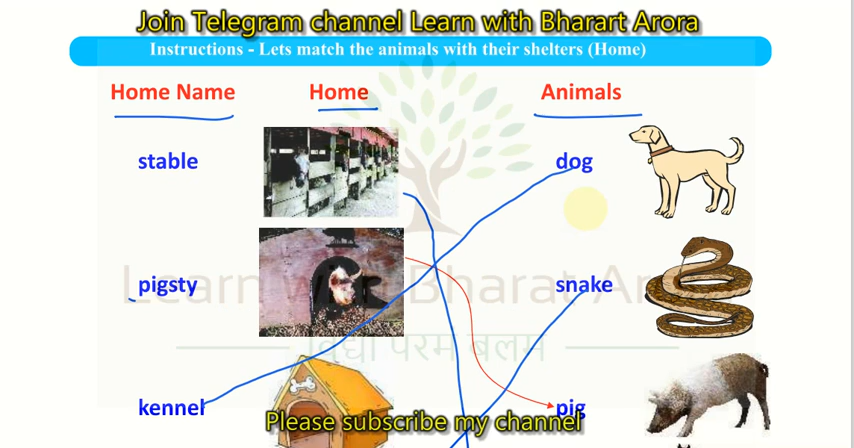 Join Telegram channel Learn with Bharart Arora
Instructions - Lets match the animals with their shelters (Home)
Home Name Home Animals
stable dog
Learn with Bharat Arora
pigsty snake
विद्या परम बलम
kennel pig
Please subscribe my channel